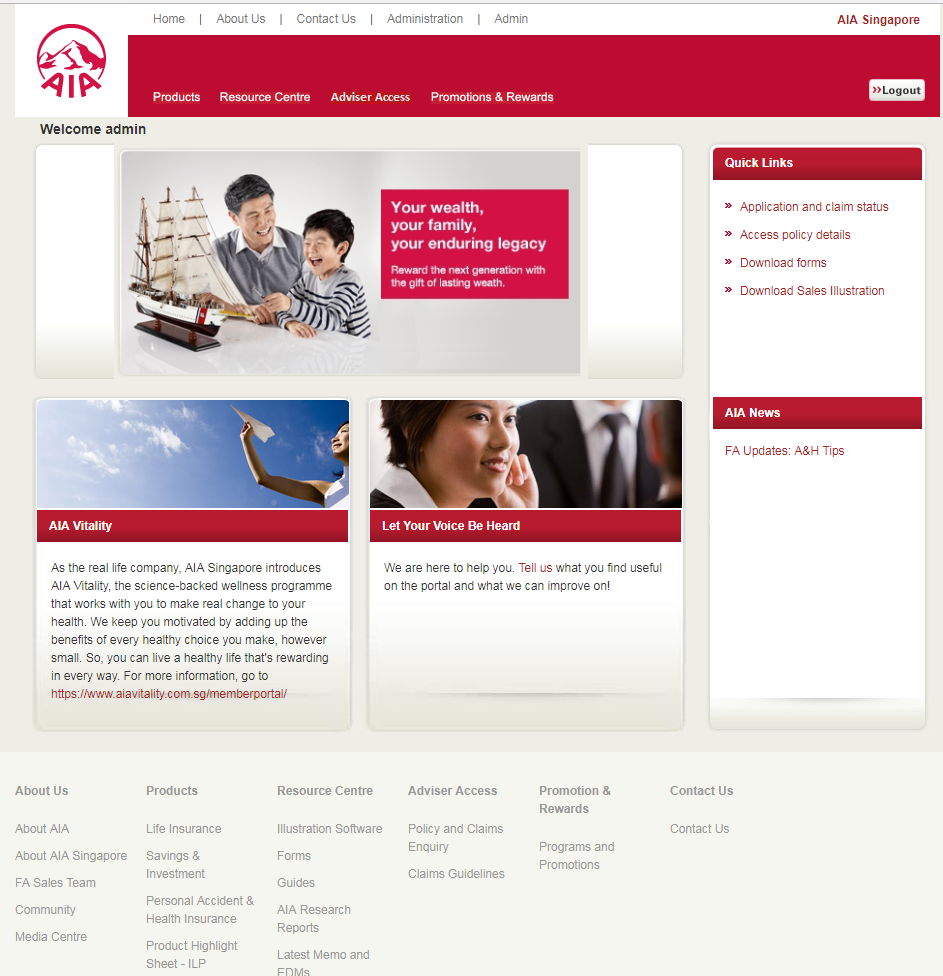 Home | About Us | Contact Us | Administration | Admin
AIA Singapore
AIA
Products Resource Centre Adviser Access Promotions & Rewards
Logout
Welcome admin
Your wealth,
your family,
your enduring legacy
Reward the next generation with
the gift of lasting weath.
Quick Links
Application and claim status
Access policy details
Download forms
Download Sales Illustration
AIA News
FA Updates: A&H Tips
AIA Vitality
As the real life company, AIA Singapore introduces
AIA Vitality, the science-backed wellness programme
that works with you to make real change to your
health. We keep you motivated by adding up the
benefits of every healthy choice you make, however
small. So, you can live a healthy life that's rewarding
in every way. For more information, go to
https://www.aiavitality.com.sg/memberportal/
Let Your Voice Be Heard
We are here to help you. Tell us what you find useful
on the portal and what we can improve on!
About Us
About AIA
About AIA Singapore
FA Sales Team
Community
Media Centre
Products
Life Insurance
Savings &
Investment
Personal Accident &
Health Insurance
Product Highlight
Sheet - ILP
Resource Centre
Illustration Software
Forms
Guides
AIA Research
Reports
Latest Memo and
EDMs
Adviser Access
Policy and Claims
Enquiry
Claims Guidelines
Promotion &
Rewards
Programs and
Promotions
Contact Us
Contact Us